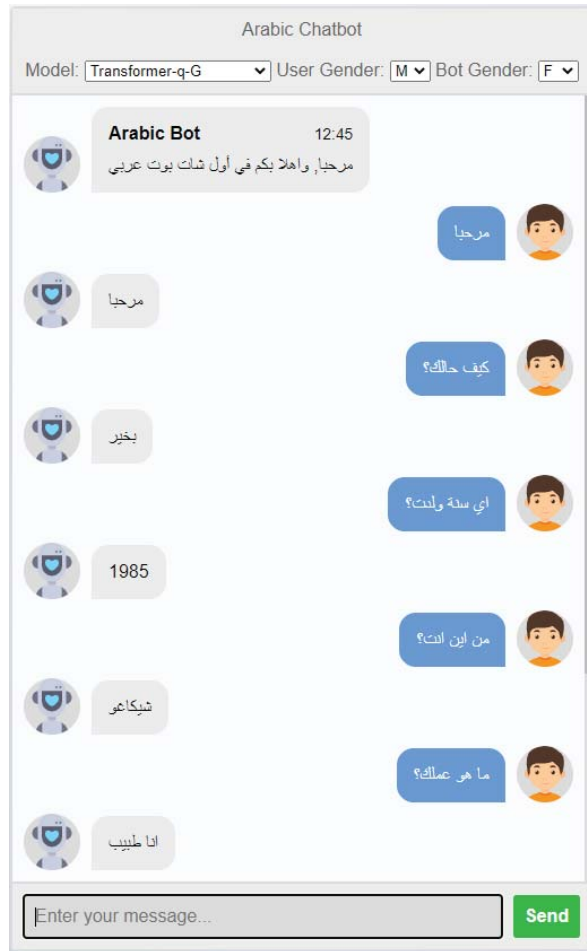 Arabic Chatbot
Model: Transformer-q-G User Gender: M Bot Gender: F
Arabic Bot 12:45
مرحبا, واهلا بكم في أول شات بوت عربي
مرحبا
مرحبا
كيف حالك؟
بخير
اي سنة ولدت؟
1985
من اين انت؟
شيكاغو
ما هو عملك؟
انا طبيب
Enter your message...
Send